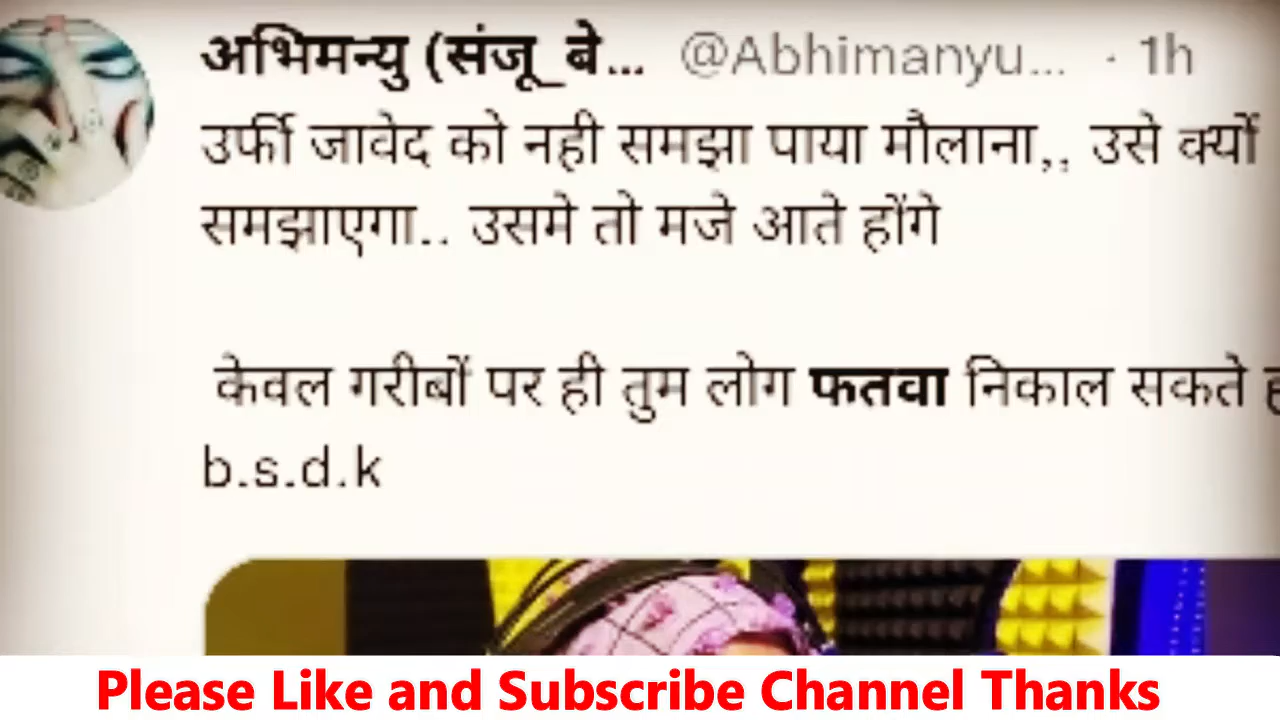 अभिमन्यु (संजू_बे... @Abhimanyu... · 1h
उर्फी जावेद को नही समझा पाया मौलाना,, उसे क्यों
समझाएगा.. उसमे तो मजे आते होंगे
केवल गरीबों पर ही तुम लोग फतवा निकाल सकते
b.s.d.k
Please Like and Subscribe Channel Thanks